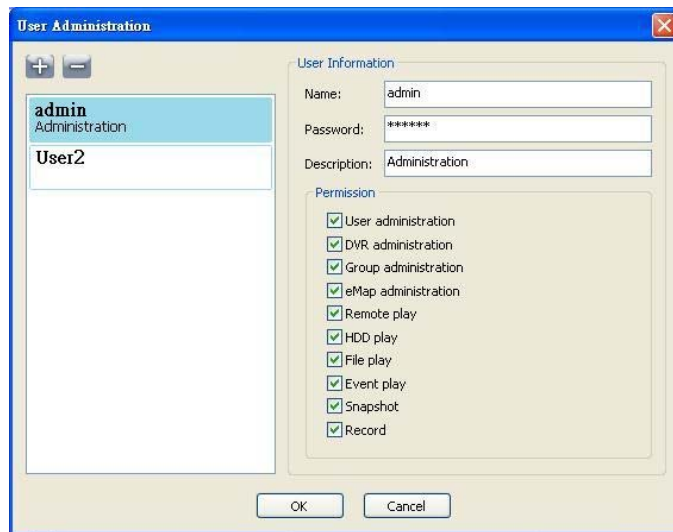 User Administration
admin
Administration
User2
User Information
Name: admin
Password: ******
Description: Administration
Permission
User administration
DVR administration
Group administration
eMap administration
Remote play
HDD play
File play
Event play
Snapshot
Record
OK Cancel